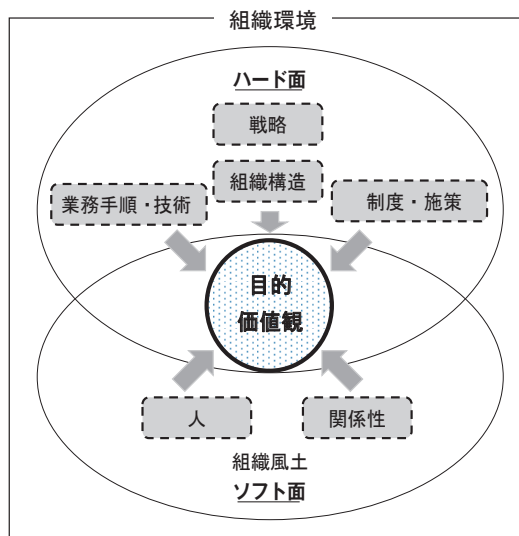 組織環境
ハード面
戦略
組織構造
業務手順・技術
制度・施策
目的
価値観
人
関係性
組織風土
ソフト面